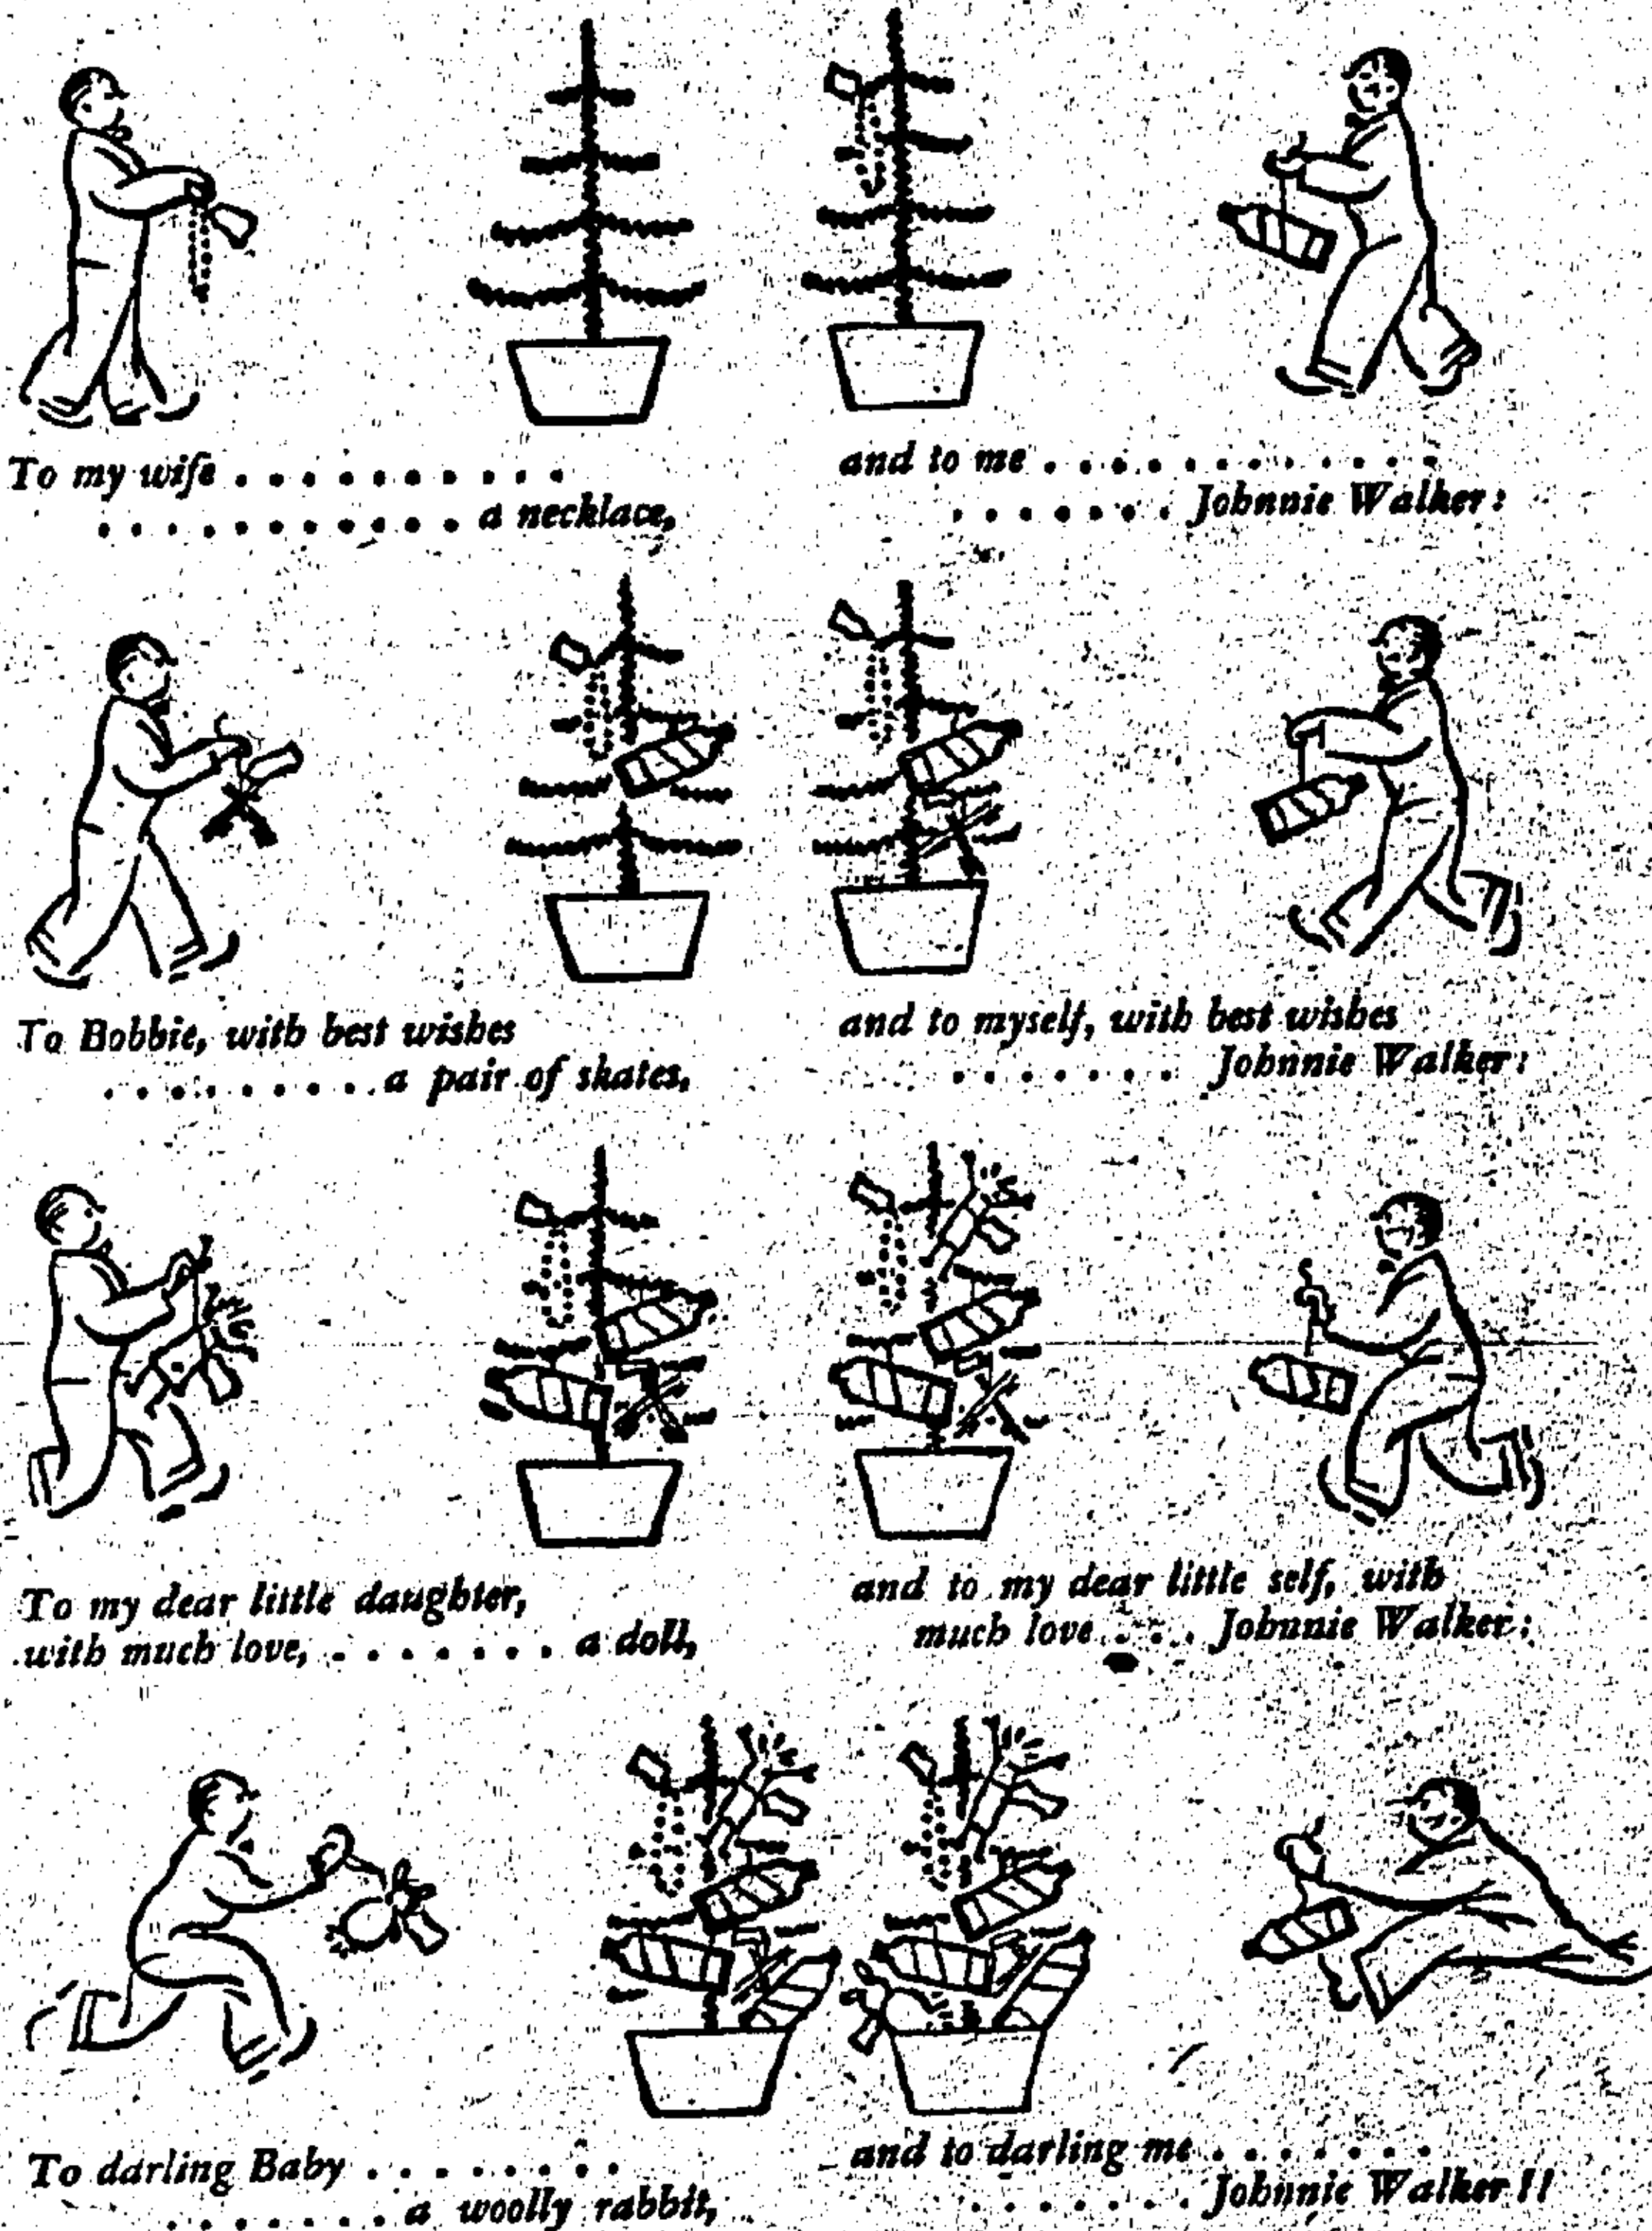 To my wife . . . . . . . . . .
. . . . . . . . . . . a necklace,
and to me . . . . . . . . . . . .
. . . . . . . Johnnie Walker:
To Bobbie, with best wishes
. . . . . . . . . a pair of skates,
and to myself, with best wishes
. . . . . . . Johnnie Walker:
To my dear little daughter,
with much love, . . . . . . . a doll,
and to my dear little self, with
much love . . . . Johnnie Walker:
To darling Baby . . . . . . . .
. . . . . . . a woolly rabbit,
and to darling me . . . . . . .
. . . . . . . Johnnie Walker!!